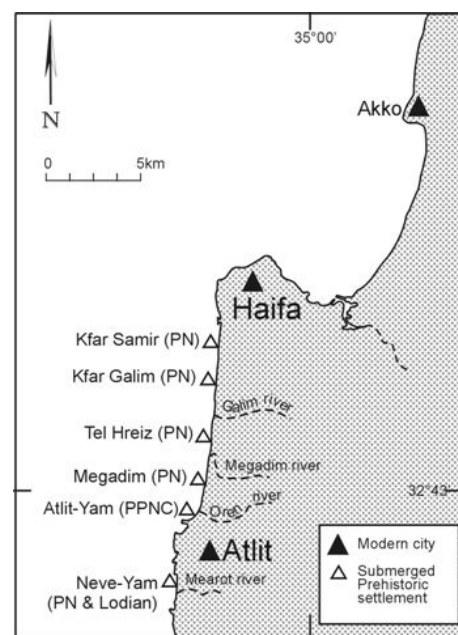 35°00'
Akko
N
0 5km
Haifa
Kfar Samir (PN)
Kfar Galim (PN)
Galim river
Tel Hreiz (PN)
Megadim river
Megadim (PN)
32°43
Atlit-Yam (PPNC)
Oren river
Atlit
Modern city
Submerged
Prehistoric
settlement
Neve-Yam
(PN & Lodian)
Mearot river